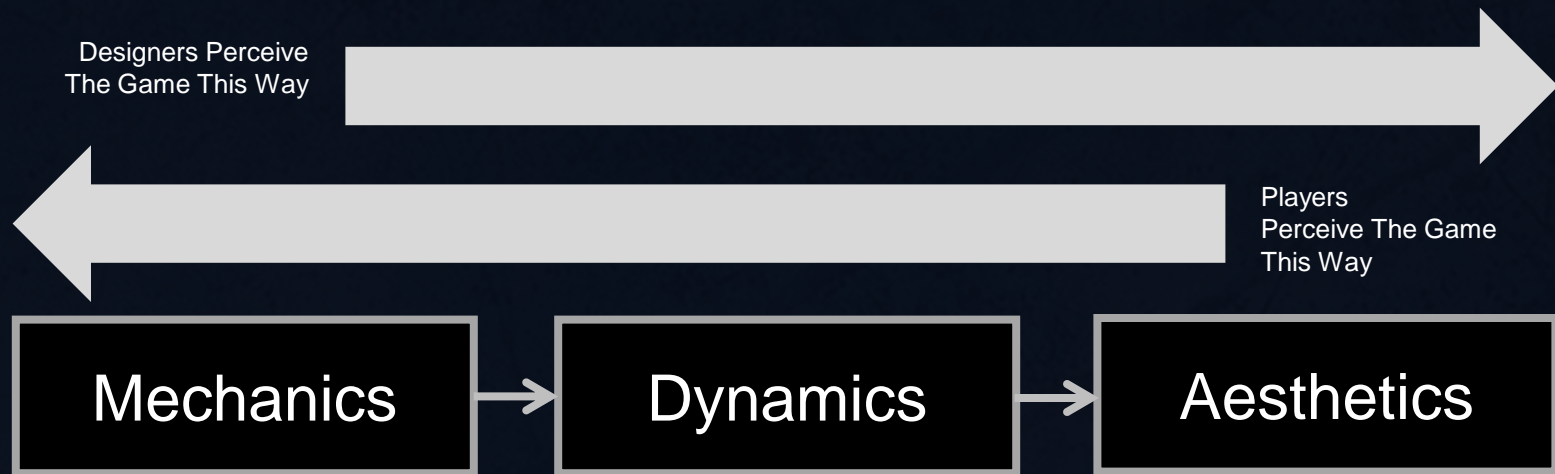 Designers Perceive
The Game This Way
Players
Perceive The Game
This Way
Mechanics
Dynamics
Aesthetics